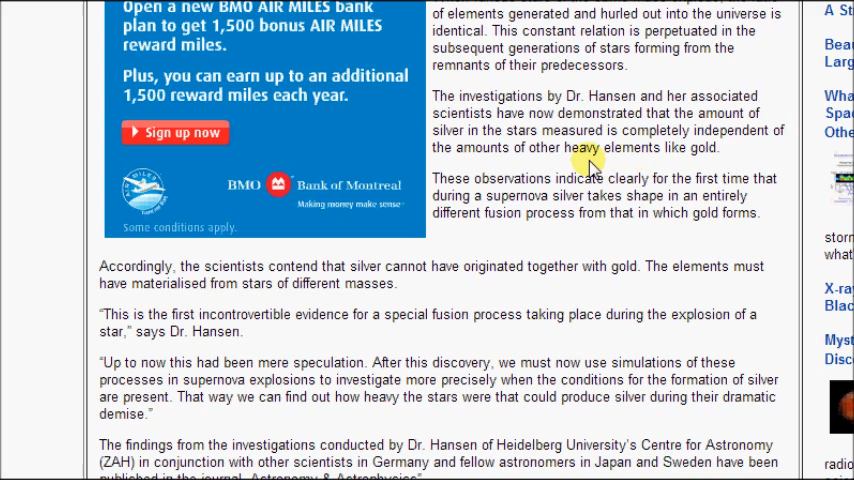 Open a new BMO AIR MILES bank
plan to get 1,500 bonus AIR MILES
reward miles.
Plus, you can earn up to an additional
1,500 reward miles each year.
Sign up now
AIR MILES
BMO Bank of Montreal
Making money make sense
Some conditions apply.
of elements generated and hurled out into the universe is
identical. This constant relation is perpetuated in the
subsequent generations of stars forming from the
remnants of their predecessors.
The investigations by Dr. Hansen and her associated
scientists have now demonstrated that the amount of
silver in the stars measured is completely independent of
the amounts of other heavy elements like gold.
These observations indicate clearly for the first time that
during a supernova silver takes shape in an entirely
different fusion process from that in which gold forms.
Accordingly, the scientists contend that silver cannot have originated together with gold. The elements must
have materialised from stars of different masses.
“This is the first incontrovertible evidence for a special fusion process taking place during the explosion of a
star,” says Dr. Hansen.
“Up to now this had been mere speculation. After this discovery, we must now use simulations of these
processes in supernova explosions to investigate more precisely when the conditions for the formation of silver
are present. That way we can find out how heavy the stars were that could produce silver during their dramatic
demise.”
The findings from the investigations conducted by Dr. Hansen of Heidelberg University's Centre for Astronomy
(ZAH) in conjunction with other scientists in Germany and fellow astronomers in Japan and Sweden have been
published in the journal „Astronomy & Astrophysics“.
A St
Beau
Larg
Wha
Spac
Othe
storn
what
X-ra
Blac
Myst
Disc
radio